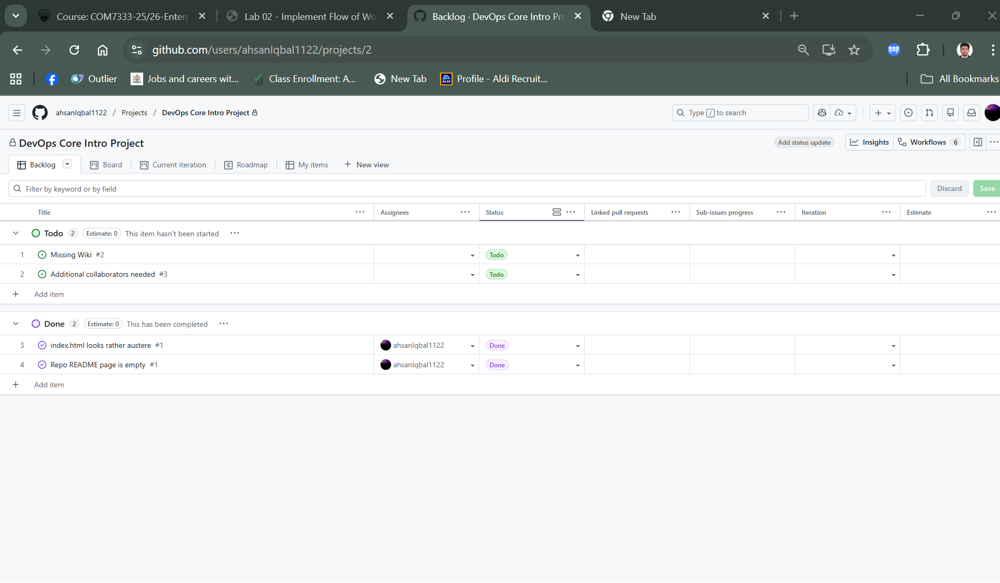 Course: COM7333-25/26-Enterp
Lab 02 - Implement Flow of Wo
Backlog · DevOps Core Intro Pro
New Tab
github.com/users/ahsanIqbal1122/projects/2
Outlier
Jobs and careers wit...
Class Enrollment: A...
New Tab
ALDI
Profile - Aldi Recruit...
All Bookmarks
ahsanIqbal1122 / Projects / DevOps Core Intro Project
Type / to search
DevOps Core Intro Project
Add status update
Insights
Workflows 6
Backlog
Board
Current iteration
Roadmap
My items
New view
Filter by keyword or by field
Discard
Save
Title
Assignees
Status
Linked pull requests
Sub-issues progress
Iteration
Estimate
Todo 2 Estimate: 0 This item hasn't been started
1 Missing Wiki #2 Todo
2 Additional collaborators needed #3 Todo
Add item
Done 2 Estimate: 0 This has been completed
3 index.html looks rather austere #1 ahsanIqbal1122 Done
4 Repo README page is empty #1 ahsanIqbal1122 Done
Add item